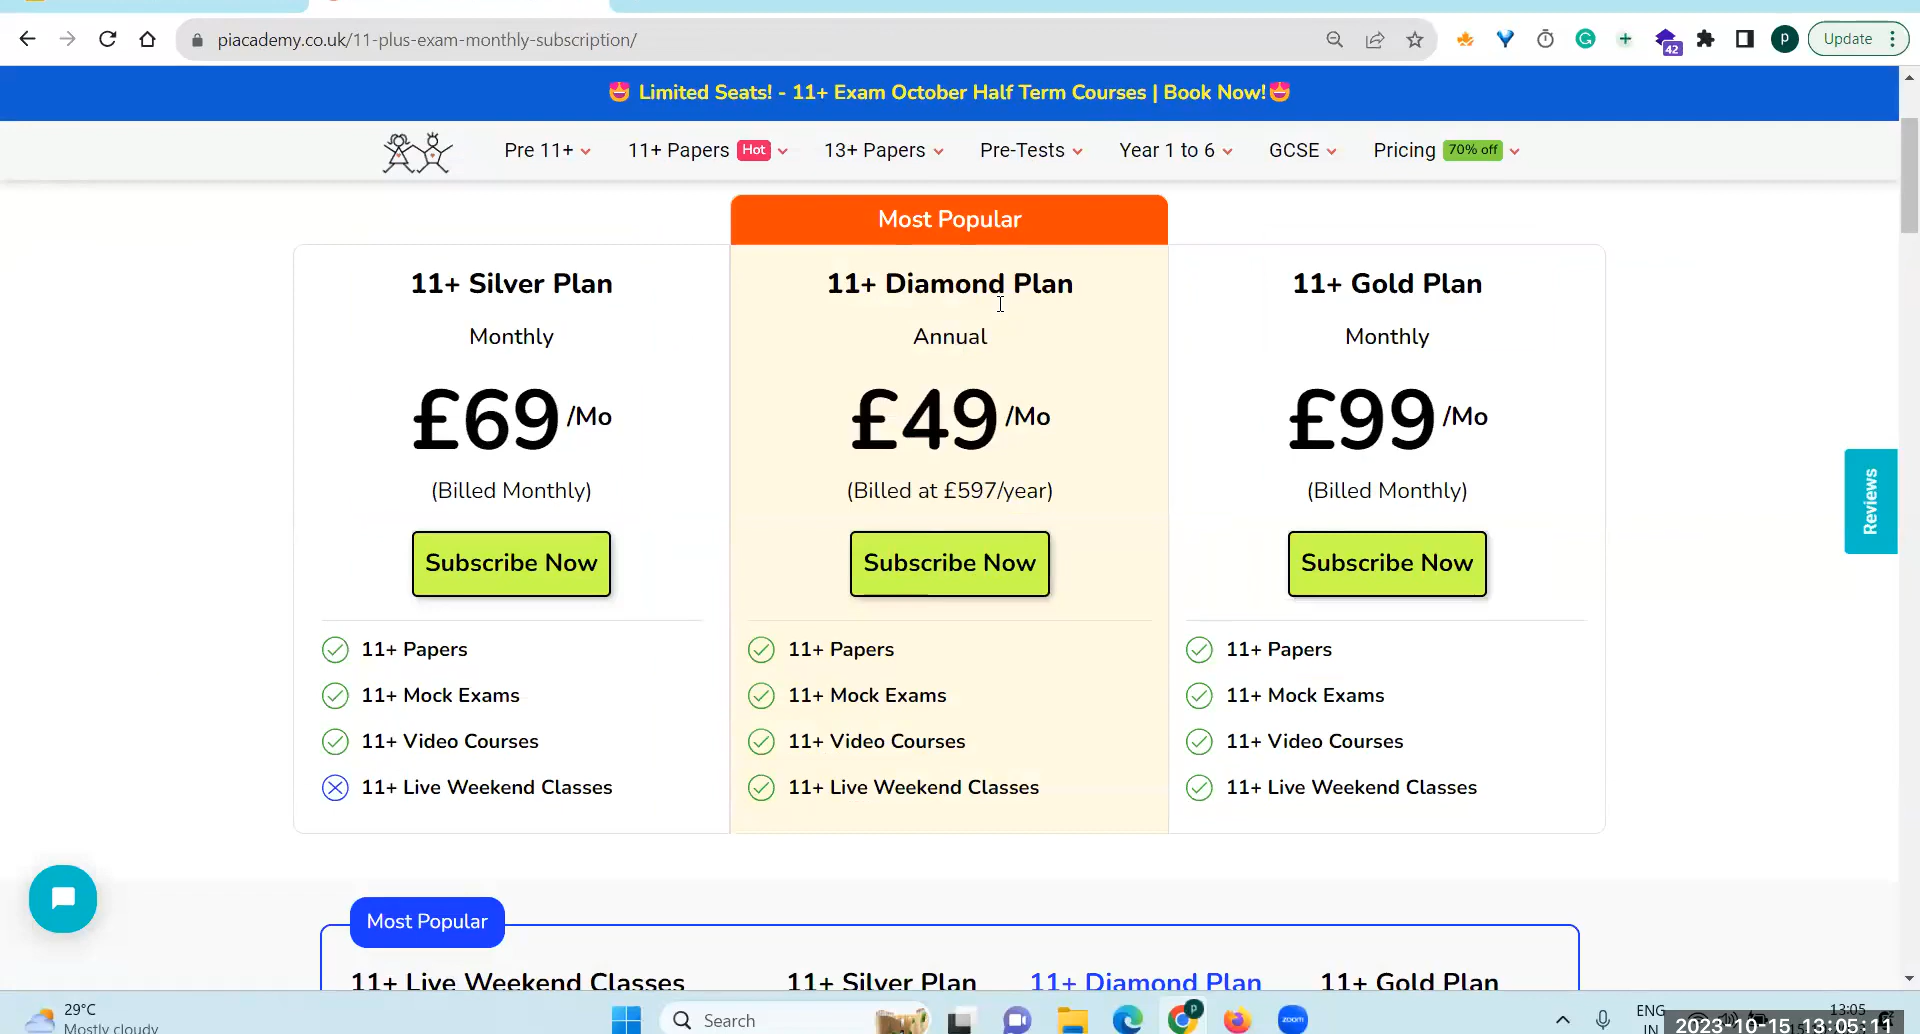 piacademy.co.uk/11-plus-exam-monthly-subscription/
42
P
Update
Limited Seats! - 11+ Exam October Half Term Courses | Book Now!
Pre 11+
11+ Papers Hot
13+ Papers
Pre-Tests
Year 1 to 6
GCSE
Pricing 70% off
Most Popular
11+ Silver Plan
Monthly
£69 /Mo
(Billed Monthly)
Subscribe Now
11+ Papers
11+ Mock Exams
11+ Video Courses
11+ Live Weekend Classes
11+ Diamond Plan
Annual
£49 /Mo
(Billed at £597/year)
Subscribe Now
11+ Papers
11+ Mock Exams
11+ Video Courses
11+ Live Weekend Classes
11+ Gold Plan
Monthly
£99 /Mo
(Billed Monthly)
Subscribe Now
11+ Papers
11+ Mock Exams
11+ Video Courses
11+ Live Weekend Classes
Reviews
Most Popular
11+ Live Weekend Classes
11+ Silver Plan
11+ Diamond Plan
11+ Gold Plan
29°C
Mostly cloudy
Search
P
zoom
ENG
IN
13:05
2023-10-15 13:05:11